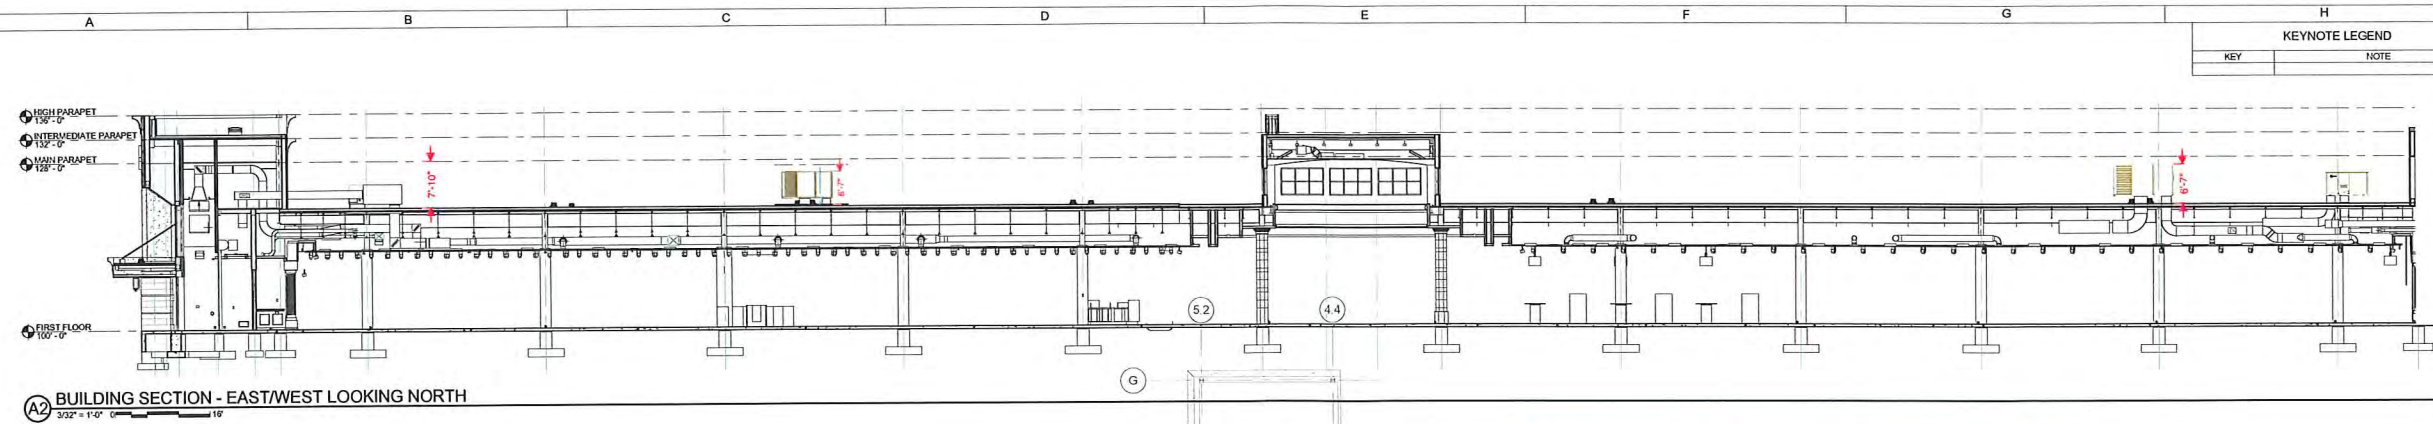 A B C D E F G H
KEYNOTE LEGEND
KEY NOTE
HIGH PARAPET
136' - 0"
INTERMEDIATE PARAPET
132' - 0"
MAIN PARAPET
128' - 0"
7'-10"
6'-7"
6'-7"
FIRST FLOOR
100' - 0"
5.2
4.4
G
A2 BUILDING SECTION - EAST/WEST LOOKING NORTH
3/32" = 1'-0" 0 16'